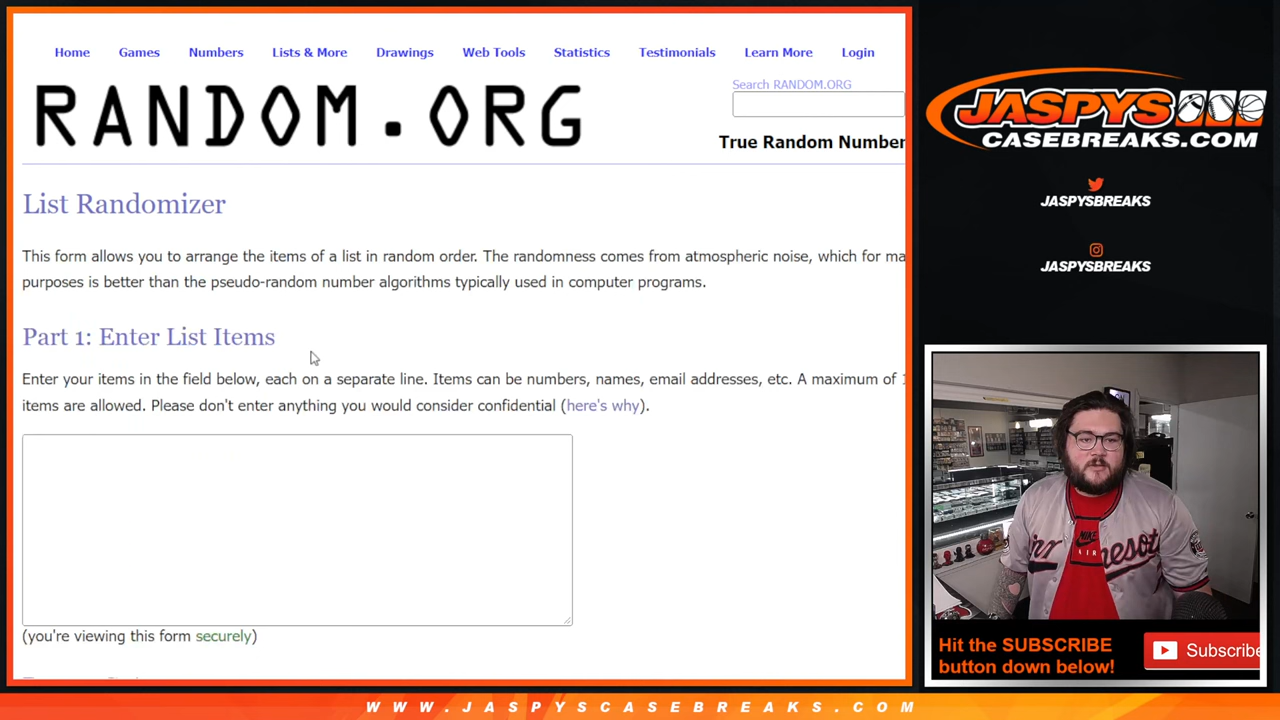 Home Games Numbers Lists & More Drawings Web Tools Statistics Testimonials Learn More Login
RANDOM.ORG
Search RANDOM.ORG
True Random Number
List Randomizer
This form allows you to arrange the items of a list in random order. The randomness comes from atmospheric noise, which for ma
purposes is better than the pseudo-random number algorithms typically used in computer programs.
Part 1: Enter List Items
Enter your items in the field below, each on a separate line. Items can be numbers, names, email addresses, etc. A maximum of 1
items are allowed. Please don't enter anything you would consider confidential (here's why).
(you're viewing this form securely)
JASPYS
CASEBREAKS.COM
JASPYSBREAKS
JASPYSBREAKS
NIKE
AIR
Hit the SUBSCRIBE
button down below!
Subscribe
WWW.JASPYSCASEBREAKS.COM